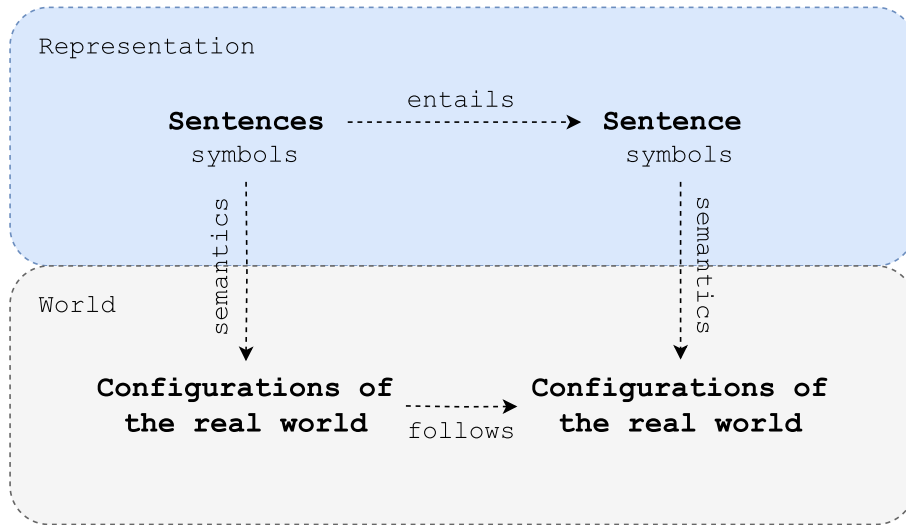 Representation
entails
Sentences
Sentence
symbols
symbols
semantics
semantics
World
Configurations of
the real world
Configurations of
the real world
follows